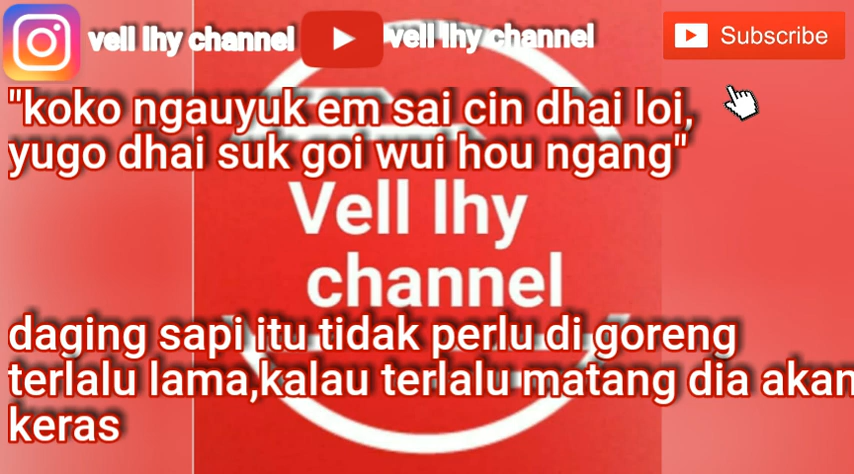 vell lhy channel
vell lhy channel
Subscribe
"koko ngauyuk em sai cin dhai loi,
yugo dhai suk goi wui hou ngang"
Vell lhy
channel
daging sapi itu tidak perlu di goreng
terlalu lama,kalau terlalu matang dia akan
keras